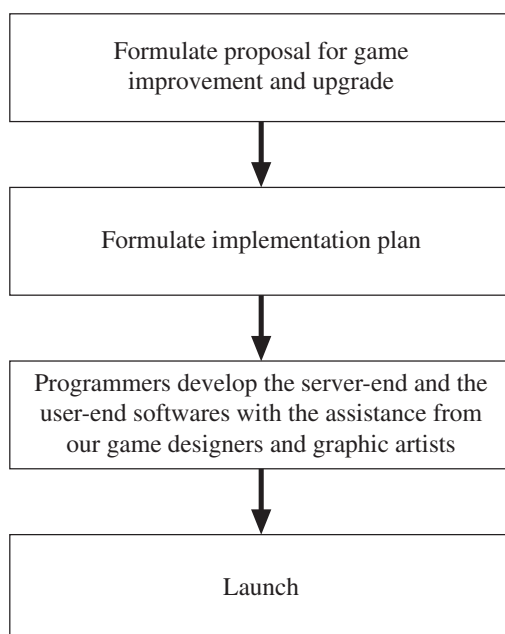 Formulate proposal for game
improvement and upgrade
Formulate implementation plan
Programmers develop the server-end and the
user-end softwares with the assistance from
our game designers and graphic artists
Launch